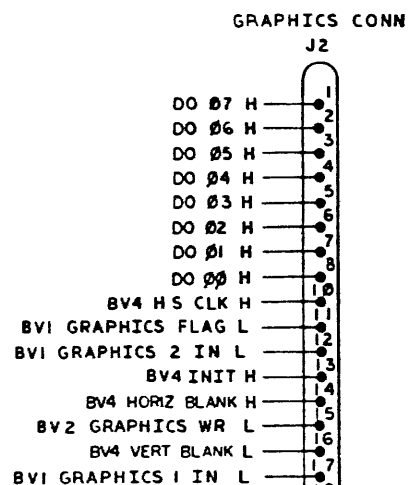 GRAPHICS CONN
J2
DO Ø7 H 1
DO Ø6 H 2
DO Ø5 H 3
DO Ø4 H 4
DO Ø3 H 5
DO Ø2 H 6
DO Ø1 H 7
DO ØØ H 8
BV4 HS CLK H 1Ø
BV1 GRAPHICS FLAG L 11
BV1 GRAPHICS 2 IN L 12
BV4 INIT H 13
BV4 HORIZ BLANK H 14
BV2 GRAPHICS WR L 15
BV4 VERT BLANK L 16
BV1 GRAPHICS 1 IN L 17